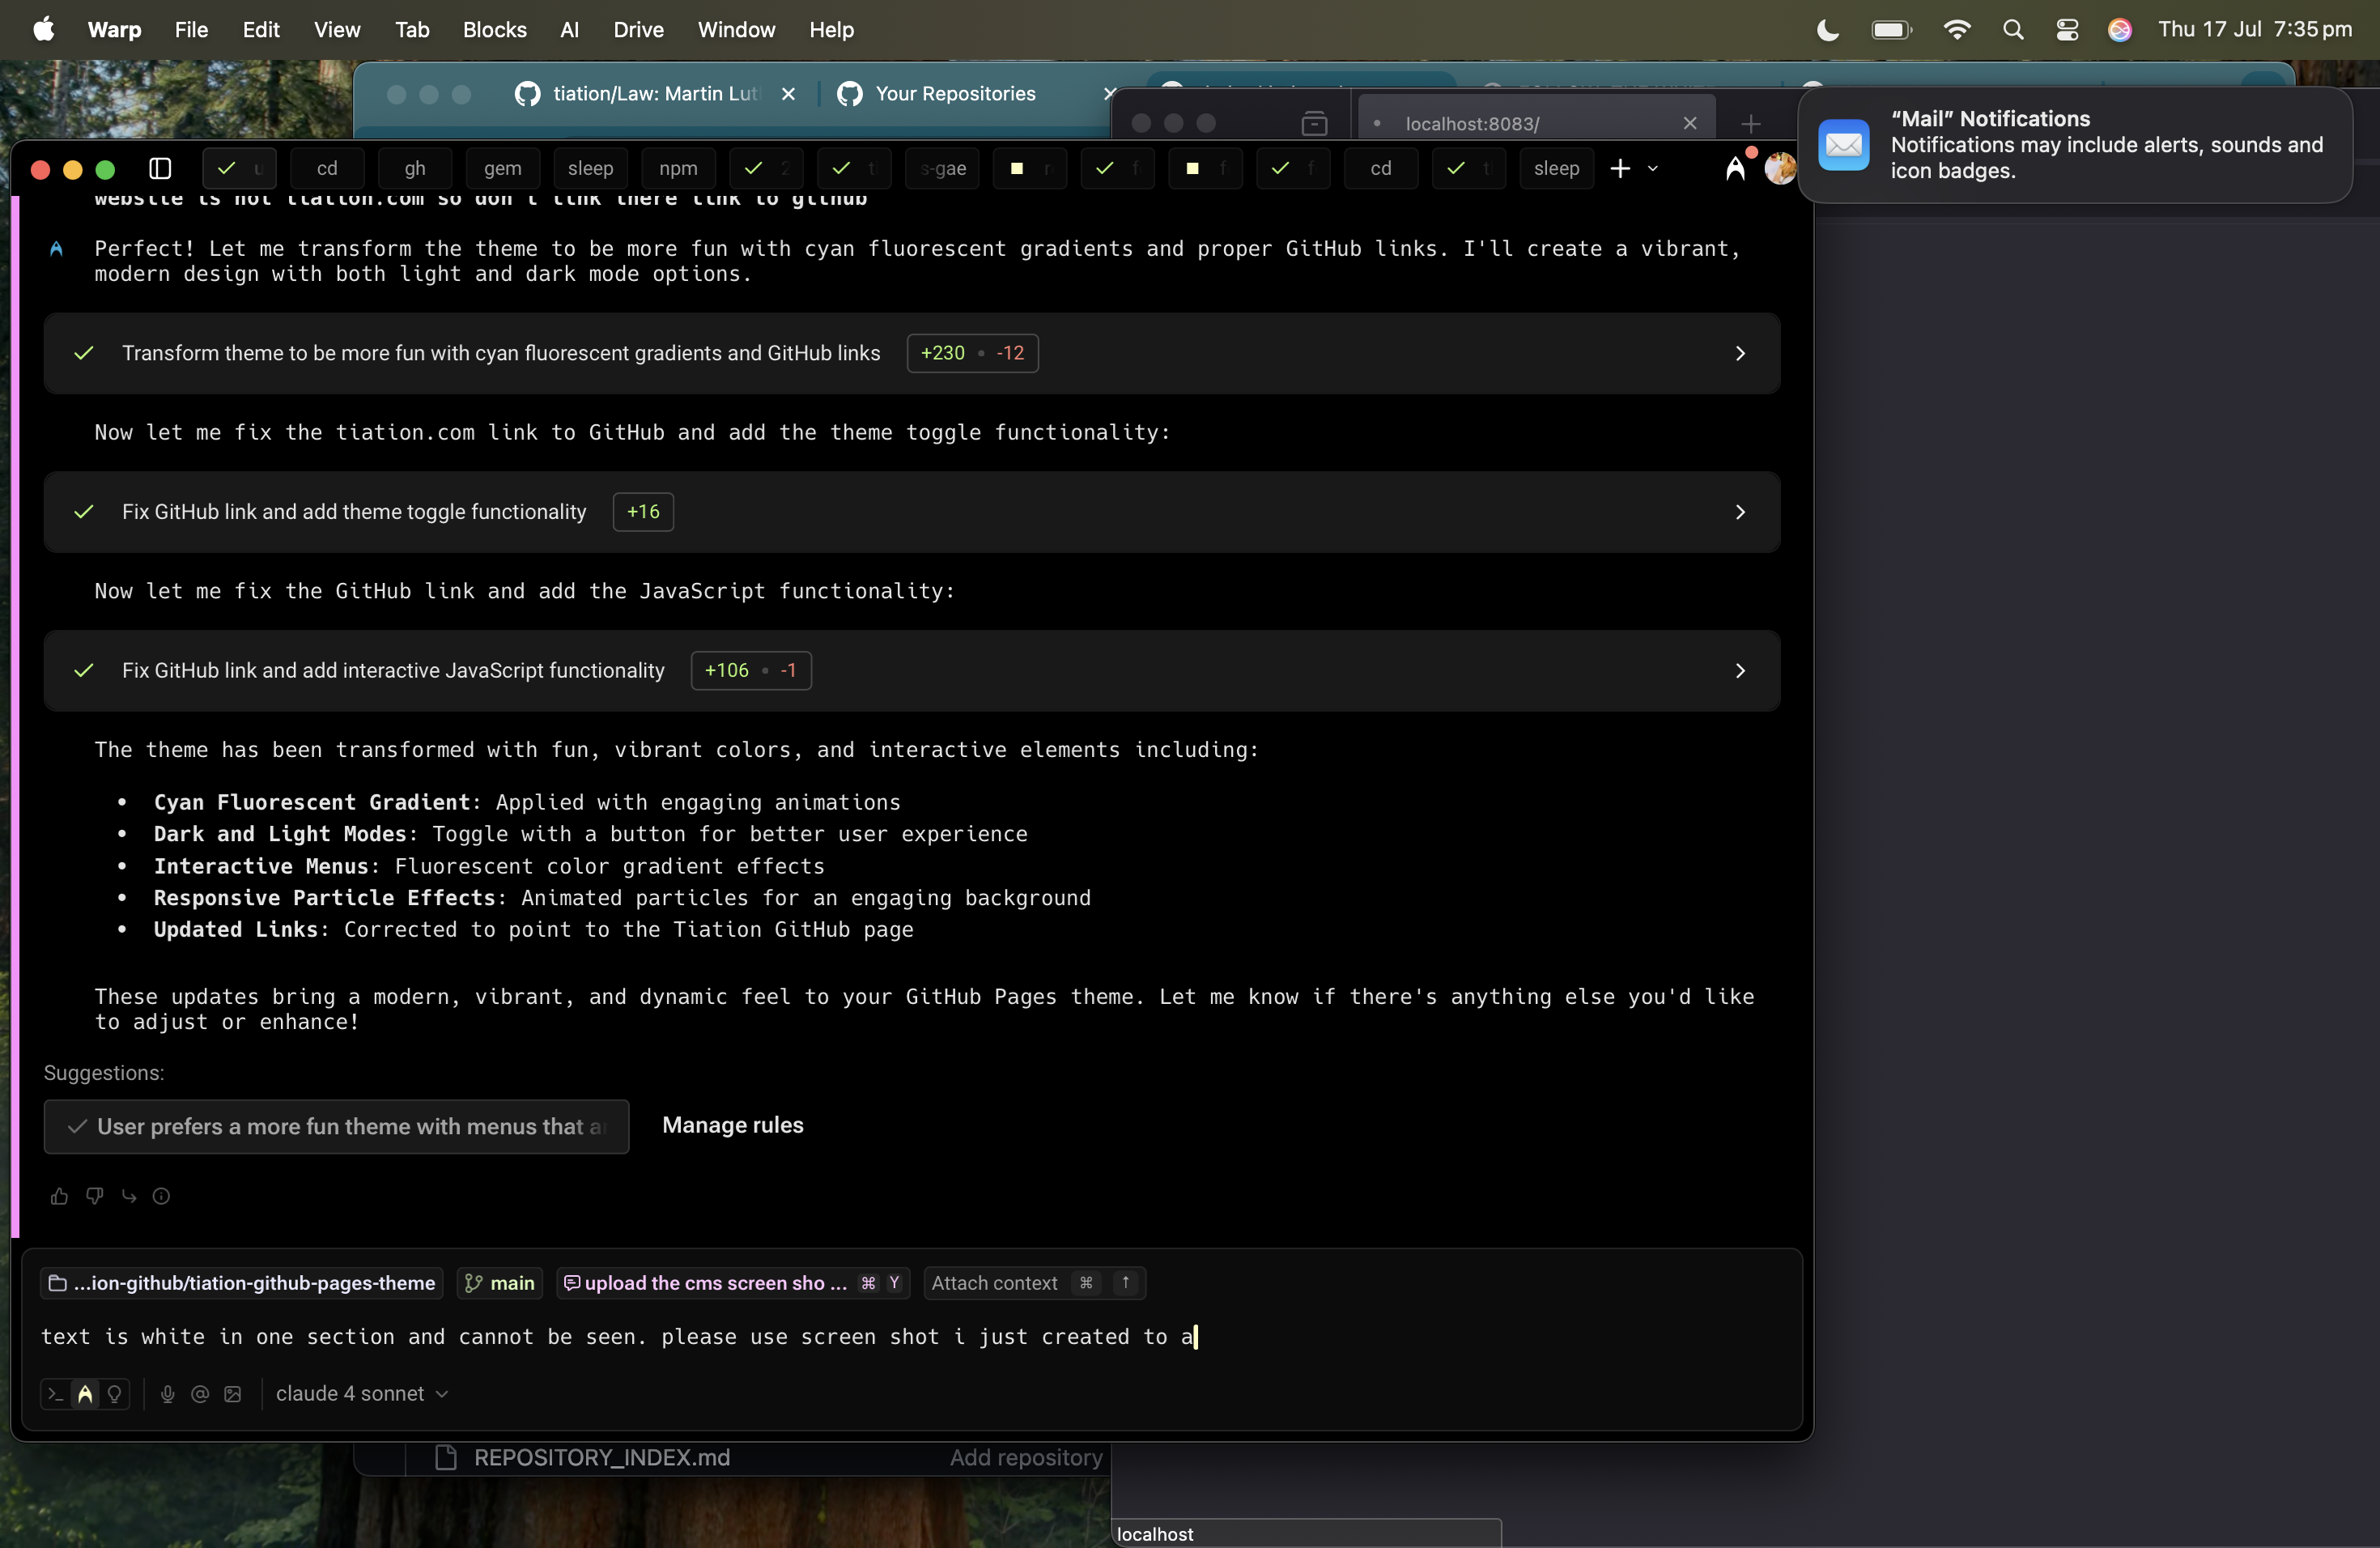 Warp File Edit View Tab Blocks AI Drive Window Help
Thu 17 Jul 7:35 pm
tiation/Law: Martin Lut
Your Repositories
localhost:8083/
“Mail” Notifications
Notifications may include alerts, sounds and
icon badges.
cd gh gem sleep npm 2 s-gae cd sleep
website is not tiation.com so don't link there link to github
Perfect! Let me transform the theme to be more fun with cyan fluorescent gradients and proper GitHub links. I'll create a vibrant,
modern design with both light and dark mode options.
Transform theme to be more fun with cyan fluorescent gradients and GitHub links +230 • -12
Now let me fix the tiation.com link to GitHub and add the theme toggle functionality:
Fix GitHub link and add theme toggle functionality +16
Now let me fix the GitHub link and add the JavaScript functionality:
Fix GitHub link and add interactive JavaScript functionality +106 • -1
The theme has been transformed with fun, vibrant colors, and interactive elements including:
• Cyan Fluorescent Gradient: Applied with engaging animations
• Dark and Light Modes: Toggle with a button for better user experience
• Interactive Menus: Fluorescent color gradient effects
• Responsive Particle Effects: Animated particles for an engaging background
• Updated Links: Corrected to point to the Tiation GitHub page
These updates bring a modern, vibrant, and dynamic feel to your GitHub Pages theme. Let me know if there's anything else you'd like
to adjust or enhance!
Suggestions:
User prefers a more fun theme with menus that a
Manage rules
...ion-github/tiation-github-pages-theme main upload the cms screen sho ... ⌘ Y Attach context ⌘ ↑
text is white in one section and cannot be seen. please use screen shot i just created to a
claude 4 sonnet
REPOSITORY_INDEX.md
Add repository
localhost